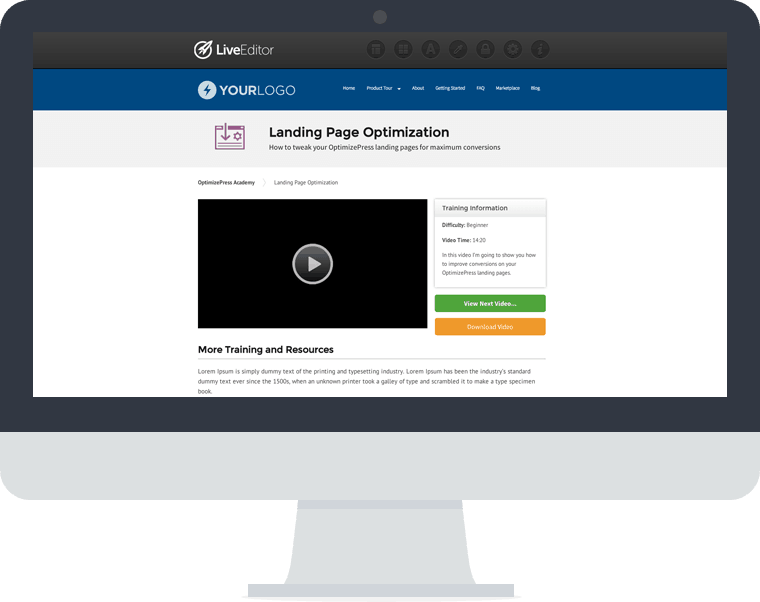 LiveEditor
YOURLOGO
Home Product Tour About Getting Started FAQ Marketplace Blog
Landing Page Optimization
How to tweak your OptimizePress landing pages for maximum conversions
OptimizePress Academy Landing Page Optimization
Training Information
Difficulty: Beginner
Video Time: 14:20
In this video I'm going to show you how
to improve conversions on your
OptimizePress landing pages.
View Next Video...
Download Video
More Training and Resources
Lorem Ipsum is simply dummy text of the printing and typesetting industry. Lorem Ipsum has been the industry's standard
dummy text ever since the 1500s, when an unknown printer took a galley of type and scrambled it to make a type specimen
book.